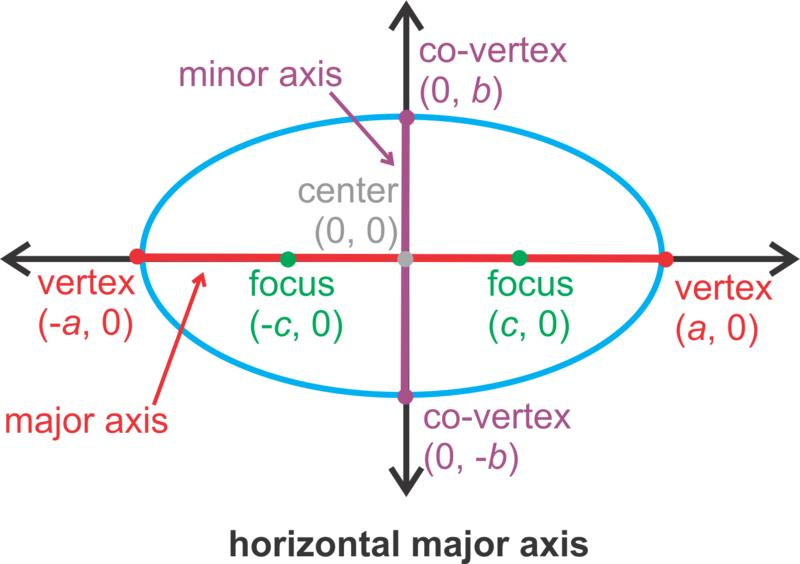 co-vertex
(0, b)
minor axis
center
(0, 0)
vertex
(-a, 0)
focus
(-c, 0)
focus
(c, 0)
vertex
(a, 0)
major axis
co-vertex
(0, -b)
horizontal major axis